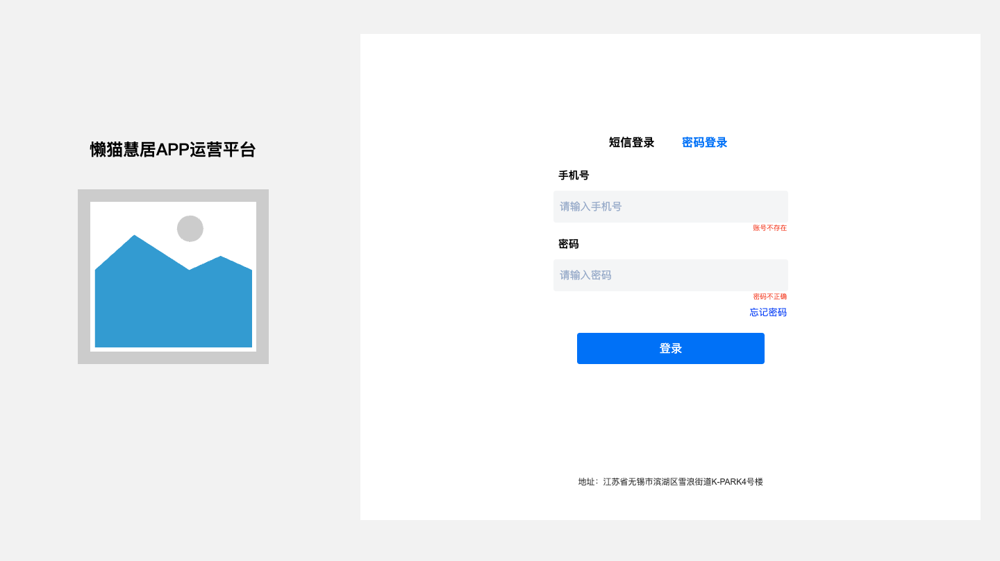 懒猫慧居APP运营平台
短信登录 密码登录
手机号
请输入手机号
账号不存在
密码
请输入密码
密码不正确
忘记密码
登录
地址：江苏省无锡市滨湖区雪浪街道K-PARK4号楼